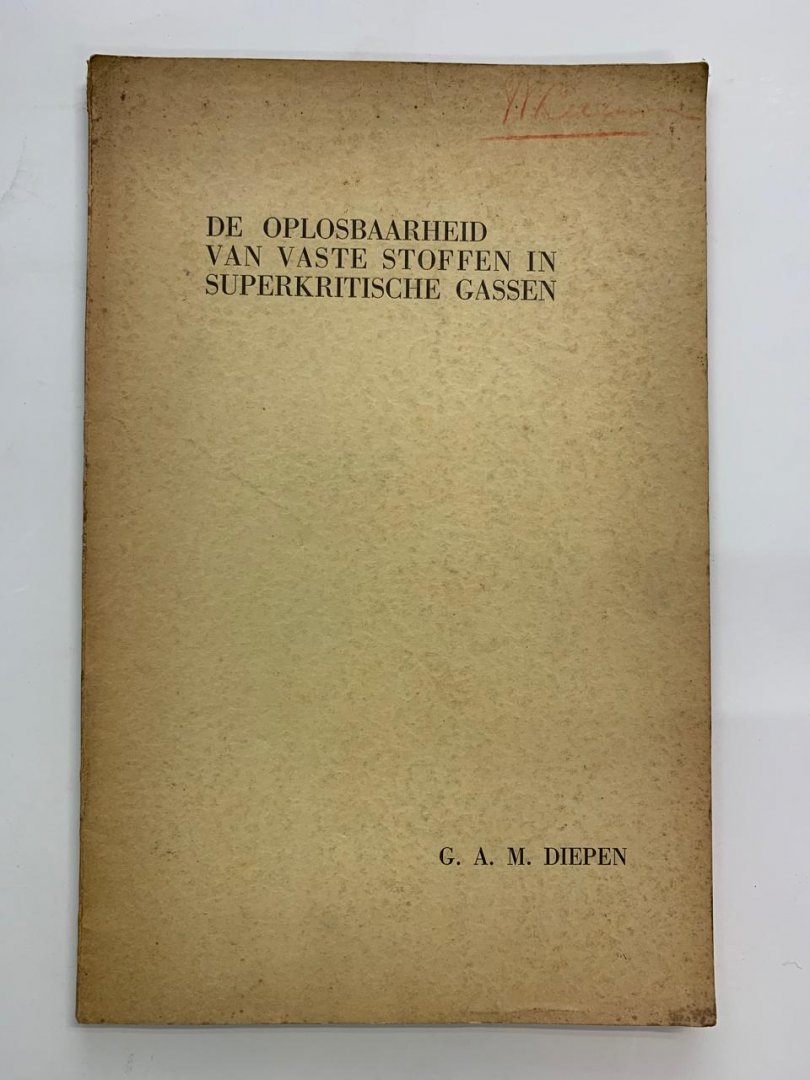 DE OPLOSBAARHEID
VAN VASTE STOFFEN IN
SUPERKRITISCHE GASSEN
G. A. M. DIEPEN